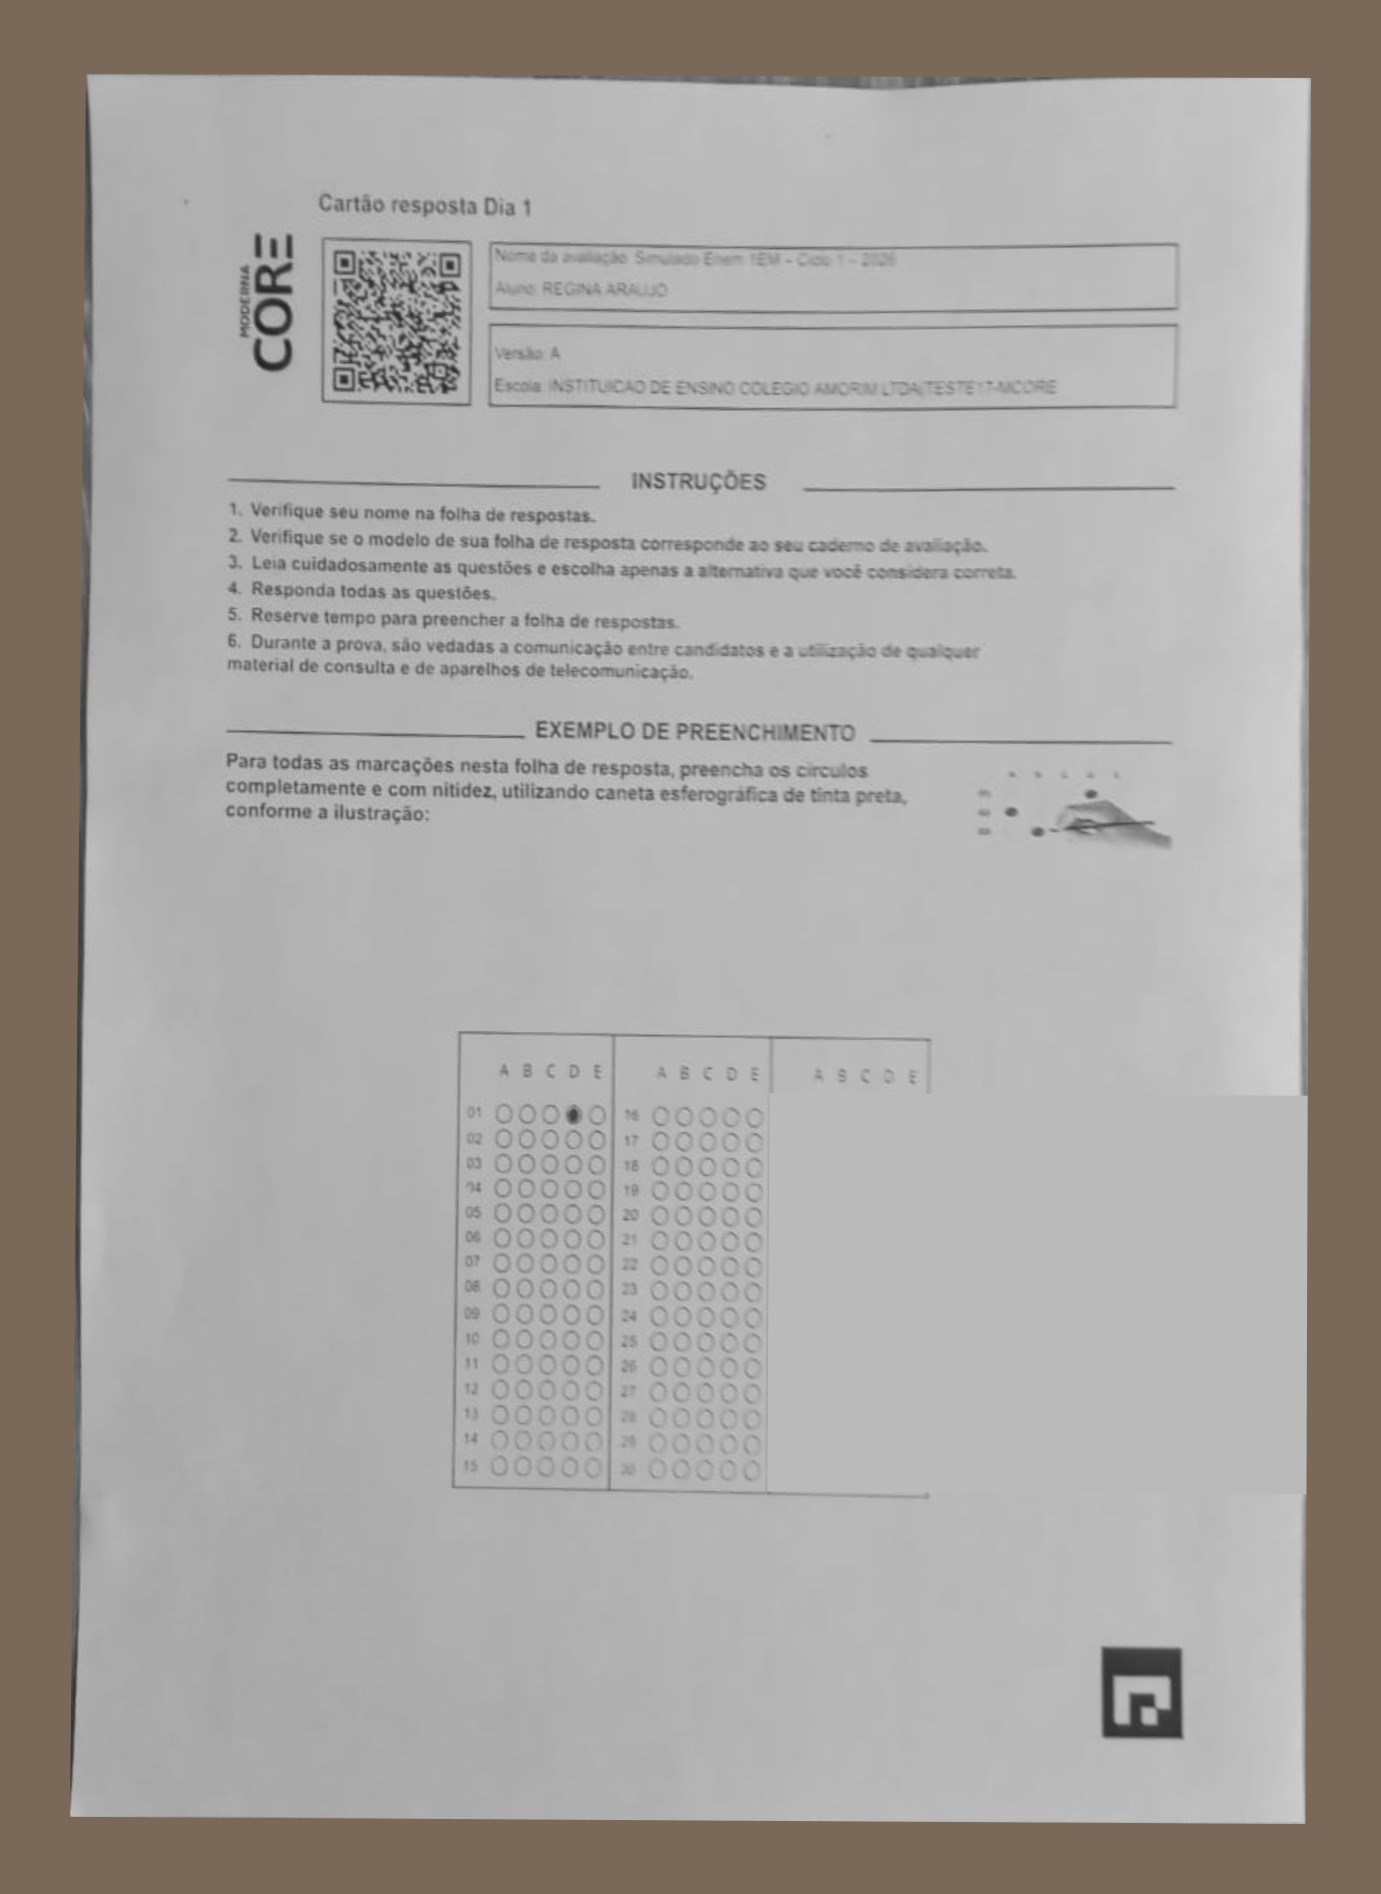 Cartão resposta Dia 1
MODERNA
CORE
Nome da avaliação: Simulado Enem 1EM - Ciclo 1 - 2026
Aluno: REGINA ARAUJO
Versão: A
Escola: INSTITUICAO DE ENSINO COLEGIO AMORIM LTDA(TESTE17-MCORE
INSTRUÇÕES
1. Verifique seu nome na folha de respostas.
2. Verifique se o modelo de sua folha de resposta corresponde ao seu caderno de avaliação.
3. Leia cuidadosamente as questões e escolha apenas a alternativa que você considera correta.
4. Responda todas as questões.
5. Reserve tempo para preencher a folha de respostas.
6. Durante a prova, são vedadas a comunicação entre candidatos e a utilização de qualquer
material de consulta e de aparelhos de telecomunicação.
EXEMPLO DE PREENCHIMENTO
Para todas as marcações nesta folha de resposta, preencha os círculos
completamente e com nitidez, utilizando caneta esferográfica de tinta preta,
conforme a ilustração:
A B C D E A B C D E A B C D E
01 16
02 17
03 18
04 19
05 20
06 21
07 22
08 23
09 24
10 25
11 26
12 27
13 28
14 29
15 30